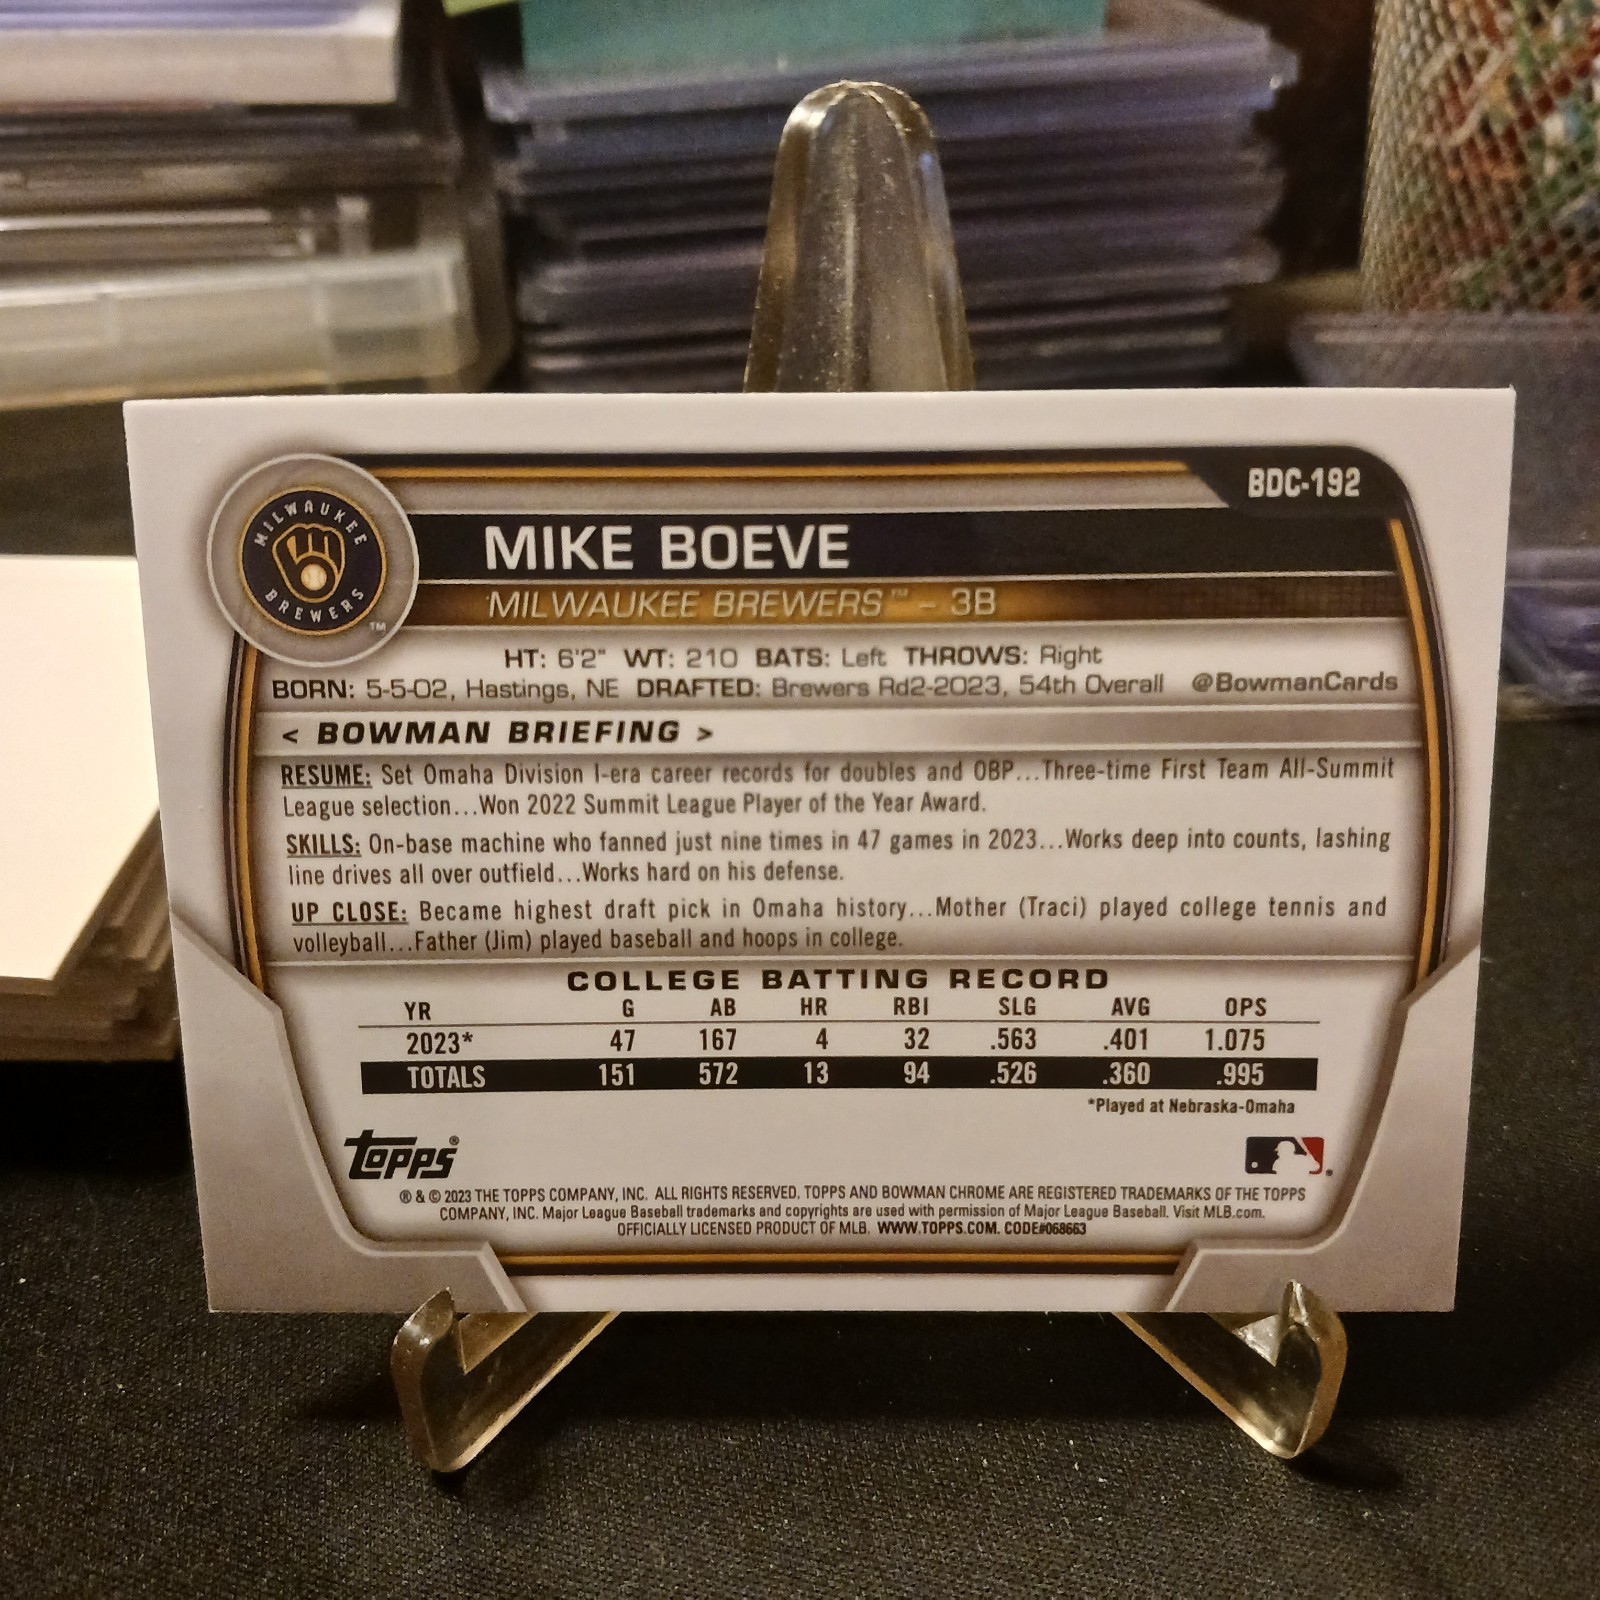 BDC-192
MILWAUKEE
BREWERS
™
MIKE BOEVE
MILWAUKEE BREWERS™ - 3B
HT: 6'2" WT: 210 BATS: Left THROWS: Right
BORN: 5-5-02, Hastings, NE DRAFTED: Brewers Rd2-2023, 54th Overall @BowmanCards
< BOWMAN BRIEFING >
RESUME: Set Omaha Division I-era career records for doubles and OBP...Three-time First Team All-Summit
League selection...Won 2022 Summit League Player of the Year Award.
SKILLS: On-base machine who fanned just nine times in 47 games in 2023...Works deep into counts, lashing
line drives all over outfield...Works hard on his defense.
UP CLOSE: Became highest draft pick in Omaha history...Mother (Traci) played college tennis and
volleyball...Father (Jim) played baseball and hoops in college.
COLLEGE BATTING RECORD
YR G AB HR RBI SLG AVG OPS
2023* 47 167 4 32 .563 .401 1.075
TOTALS 151 572 13 94 .526 .360 .995
*Played at Nebraska-Omaha
topps®
® & © 2023 THE TOPPS COMPANY, INC. ALL RIGHTS RESERVED. TOPPS AND BOWMAN CHROME ARE REGISTERED TRADEMARKS OF THE TOPPS
COMPANY, INC. Major League Baseball trademarks and copyrights are used with permission of Major League Baseball. Visit MLB.com.
OFFICIALLY LICENSED PRODUCT OF MLB. WWW.TOPPS.COM. CODE#068663